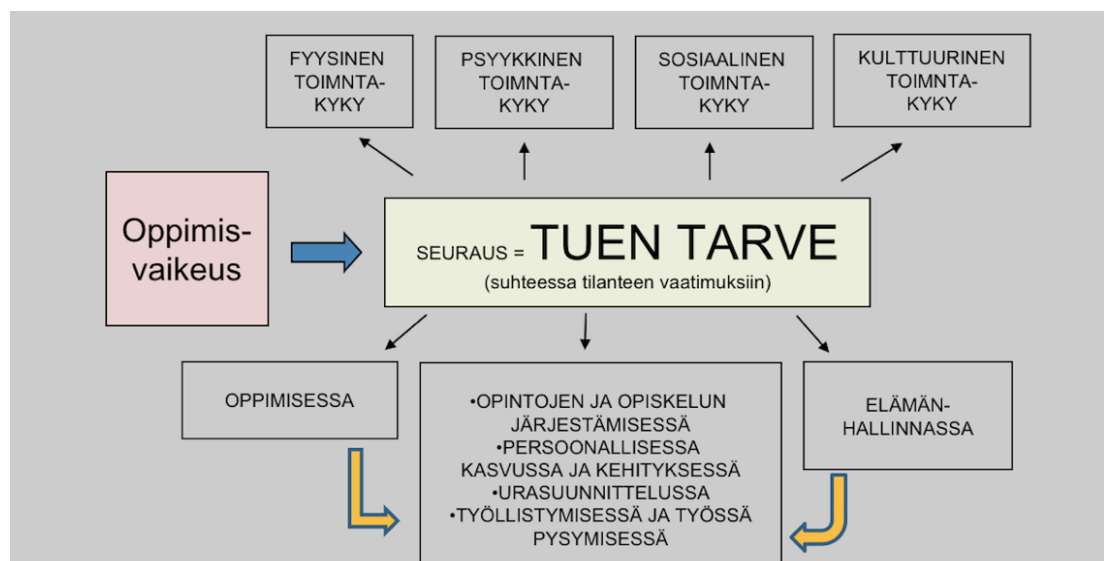 FYYSINEN
TOIMNTA-
KYKY
PSYYKKINEN
TOIMNTA-
KYKY
SOSIAALINEN
TOIMNTA-
KYKY
KULTTUURINEN
TOIMNTA-
KYKY
Oppimis-
vaikeus
SEURAUS = TUEN TARVE
(suhteessa tilanteen vaatimuksiin)
OPPIMISESSA
•OPINTOJEN JA OPISKELUN
JÄRJESTÄMISESSÄ
•PERSOONALLISESSA
KASVUSSA JA KEHITYKSESSÄ
•URASUUNNITTELUSSA
•TYÖLLISTYMISESSÄ JA TYÖSSÄ
PYSYMISESSÄ
ELÄMÄN-
HALLINNASSA